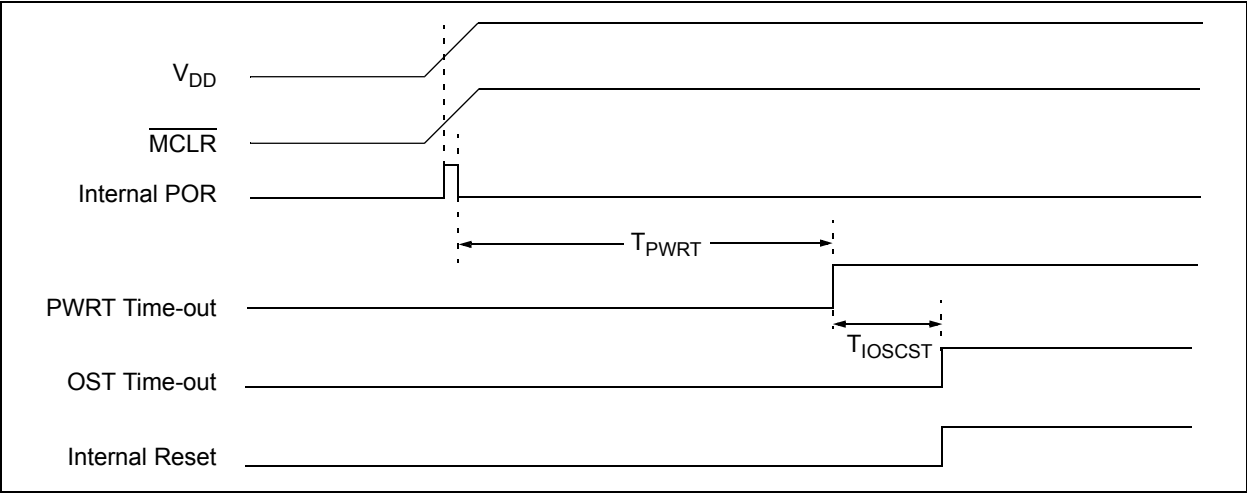 VDD
MCLR
Internal POR
TPWRT
PWRT Time-out
TIOSCST
OST Time-out
Internal Reset